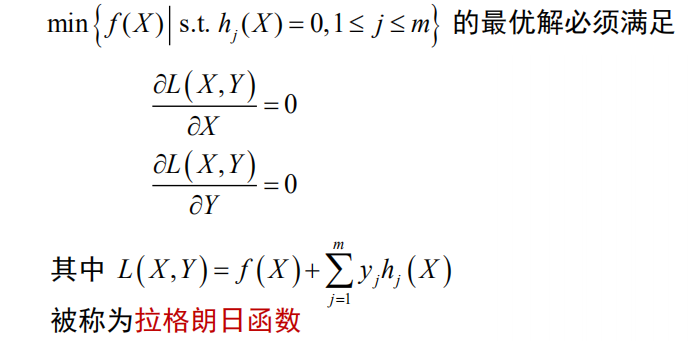 min{f(X)| s.t. h_j(X) = 0, 1 ≤ j ≤ m} 的最优解必须满足
∂L(X,Y)/∂X = 0
∂L(X,Y)/∂Y = 0
其中 L(X,Y) = f(X) + ∑_{j=1}^{m} y_j h_j(X)
被称为拉格朗日函数